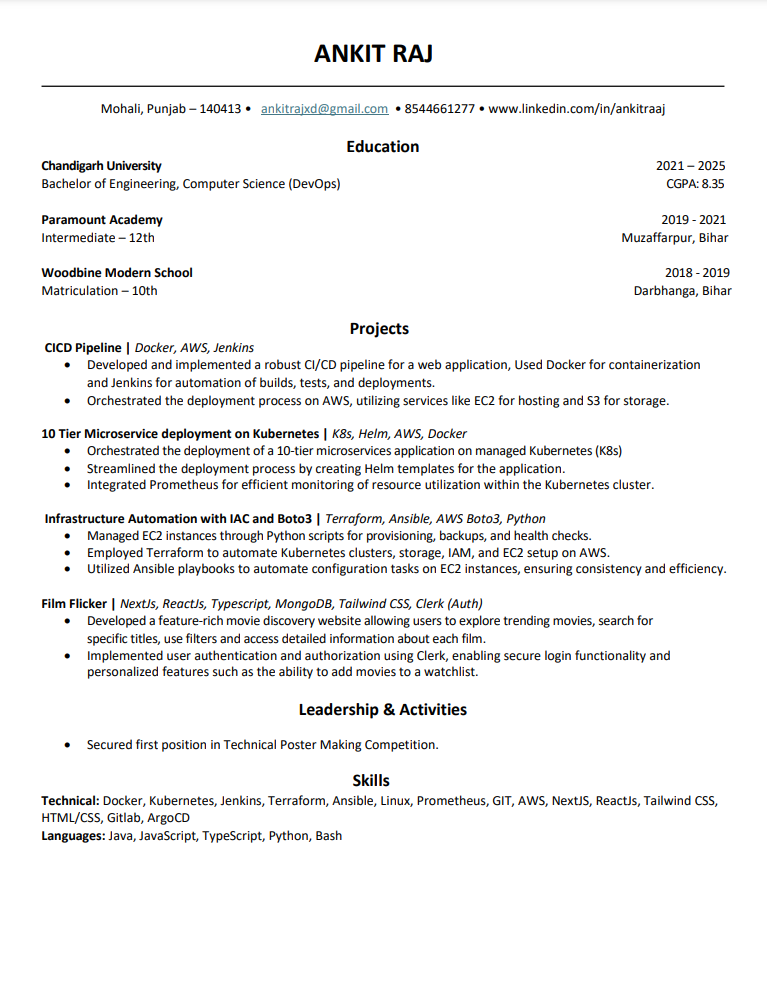 ANKIT RAJ
Mohali, Punjab – 140413 • ankitrajxd@gmail.com • 8544661277 • www.linkedin.com/in/ankitraaj
Education
Chandigarh University 2021 – 2025
Bachelor of Engineering, Computer Science (DevOps) CGPA: 8.35
Paramount Academy 2019 - 2021
Intermediate – 12th Muzaffarpur, Bihar
Woodbine Modern School 2018 - 2019
Matriculation – 10th Darbhanga, Bihar
Projects
CICD Pipeline | Docker, AWS, Jenkins
• Developed and implemented a robust CI/CD pipeline for a web application, Used Docker for containerization
and Jenkins for automation of builds, tests, and deployments.
• Orchestrated the deployment process on AWS, utilizing services like EC2 for hosting and S3 for storage.
10 Tier Microservice deployment on Kubernetes | K8s, Helm, AWS, Docker
• Orchestrated the deployment of a 10-tier microservices application on managed Kubernetes (K8s)
• Streamlined the deployment process by creating Helm templates for the application.
• Integrated Prometheus for efficient monitoring of resource utilization within the Kubernetes cluster.
Infrastructure Automation with IAC and Boto3 | Terraform, Ansible, AWS Boto3, Python
• Managed EC2 instances through Python scripts for provisioning, backups, and health checks.
• Employed Terraform to automate Kubernetes clusters, storage, IAM, and EC2 setup on AWS.
• Utilized Ansible playbooks to automate configuration tasks on EC2 instances, ensuring consistency and efficiency.
Film Flicker | NextJs, ReactJs, Typescript, MongoDB, Tailwind CSS, Clerk (Auth)
• Developed a feature-rich movie discovery website allowing users to explore trending movies, search for
specific titles, use filters and access detailed information about each film.
• Implemented user authentication and authorization using Clerk, enabling secure login functionality and
personalized features such as the ability to add movies to a watchlist.
Leadership & Activities
• Secured first position in Technical Poster Making Competition.
Skills
Technical: Docker, Kubernetes, Jenkins, Terraform, Ansible, Linux, Prometheus, GIT, AWS, NextJS, ReactJs, Tailwind CSS,
HTML/CSS, Gitlab, ArgoCD
Languages: Java, JavaScript, TypeScript, Python, Bash